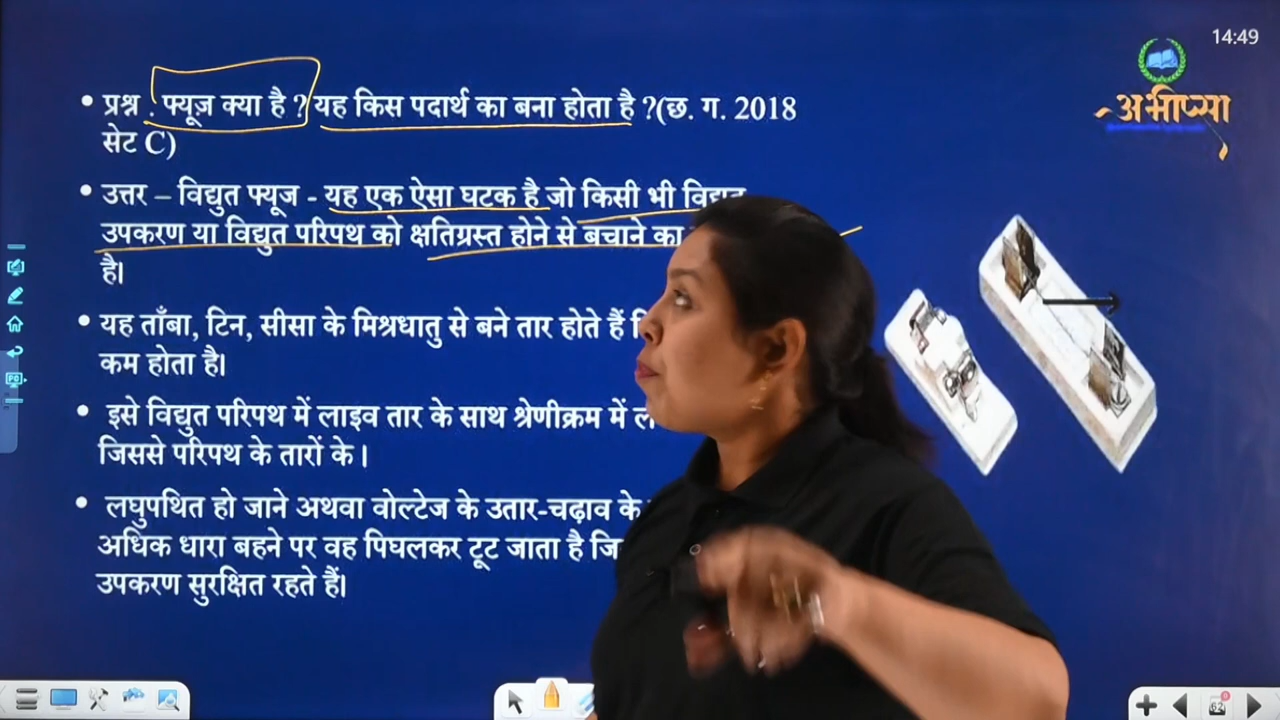 14:49
अभीप्सा
• प्रश्न . फ्यूज़ क्या है ? यह किस पदार्थ का बना होता है ?(छ. ग. 2018
सेट C)
• उत्तर – विद्युत फ्यूज - यह एक ऐसा घटक है जो किसी भी विद्युत
उपकरण या विद्युत परिपथ को क्षतिग्रस्त होने से बचाने का
है।
• यह ताँबा, टिन, सीसा के मिश्रधातु से बने तार होते हैं
कम होता है।
• इसे विद्युत परिपथ में लाइव तार के साथ श्रेणीक्रम में
जिससे परिपथ के तारों के ।
• लघुपथित हो जाने अथवा वोल्टेज के उतार-चढ़ाव के
अधिक धारा बहने पर वह पिघलकर टूट जाता है
उपकरण सुरक्षित रहते हैं।
62